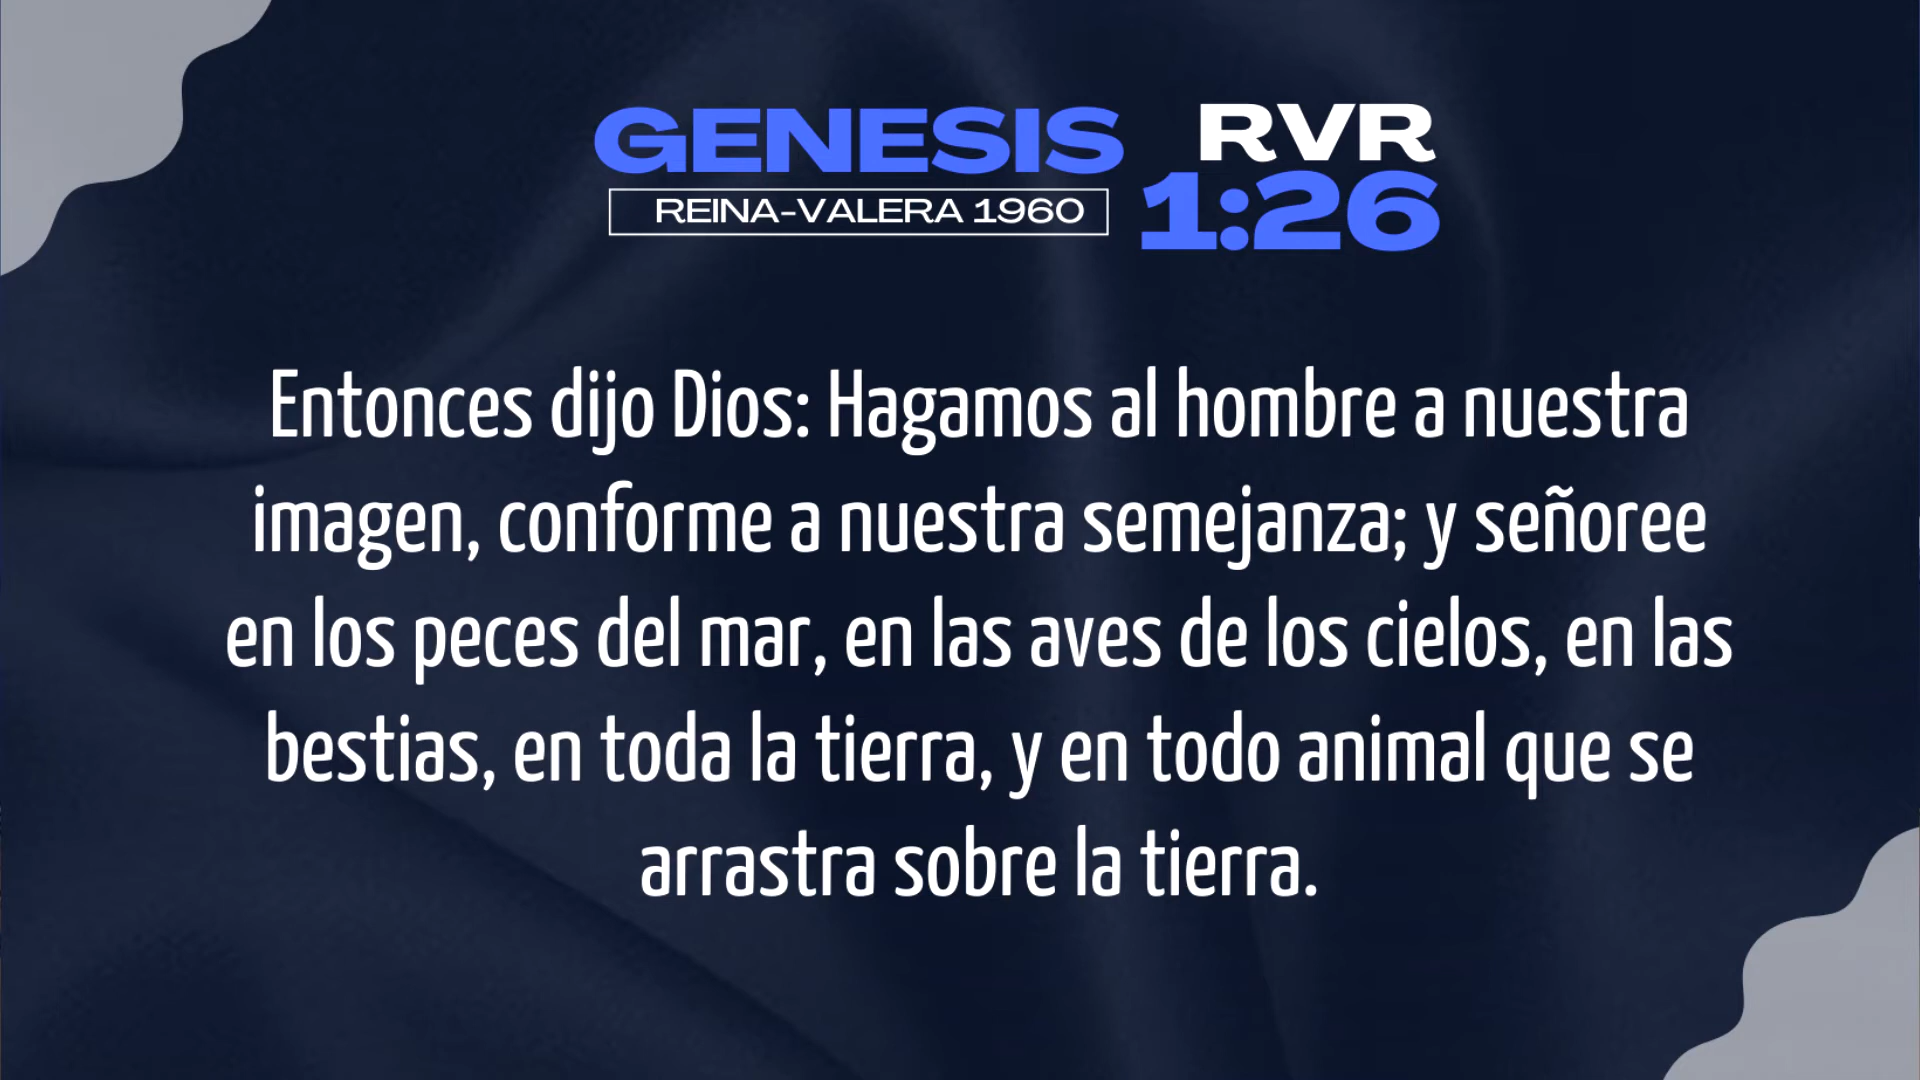 GENESIS
REINA-VALERA 1960
RVR
1:26
Entonces dijo Dios: Hagamos al hombre a nuestra
imagen, conforme a nuestra semejanza; y señoree
en los peces del mar, en las aves de los cielos, en las
bestias, en toda la tierra, y en todo animal que se
arrastra sobre la tierra.